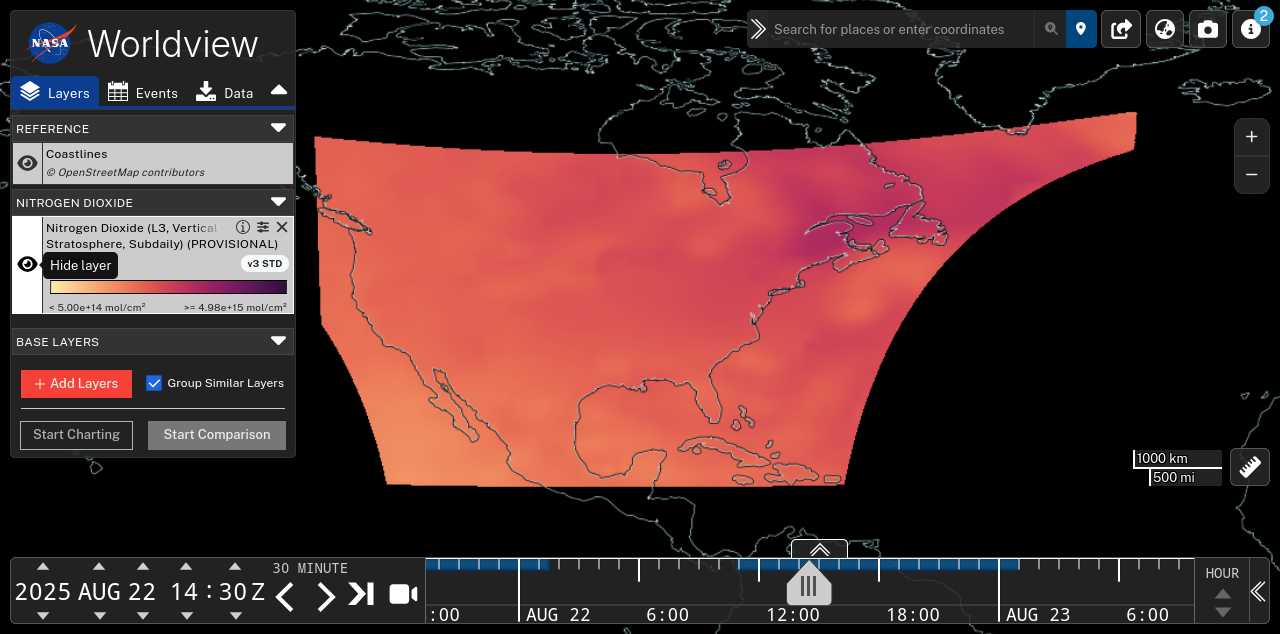 NASA Worldview
Search for places or enter coordinates
2
Layers Events Data
REFERENCE
Coastlines
© OpenStreetMap contributors
NITROGEN DIOXIDE
Nitrogen Dioxide (L3, Vertical
Stratosphere, Subdaily) (PROVISIONAL)
Hide layer
v3 STD
< 5.00e+14 mol/cm² >= 4.98e+15 mol/cm²
BASE LAYERS
+ Add Layers Group Similar Layers
Start Charting Start Comparison
+
−
1000 km
500 mi
30 MINUTE
2025 AUG 22 14 : 30 Z
:00 AUG 22 6:00 12:00 18:00 AUG 23 6:00
HOUR